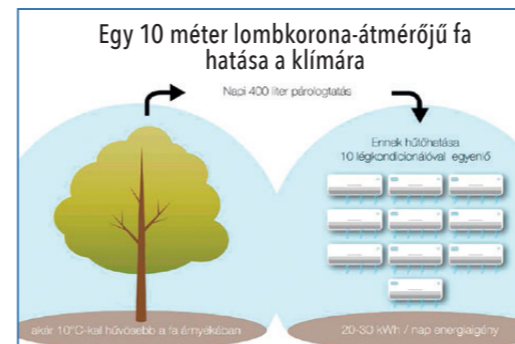 Egy 10 méter lombkorona-átmérőjű fa
hatása a klímára
Napi 400 liter párologtatás
Ennek hűtőhatása
10 légkondicionálóval egyenlő
akár 10°C-kal hűvösebb a fa árnyékában
20-30 kWh / nap energiaigény